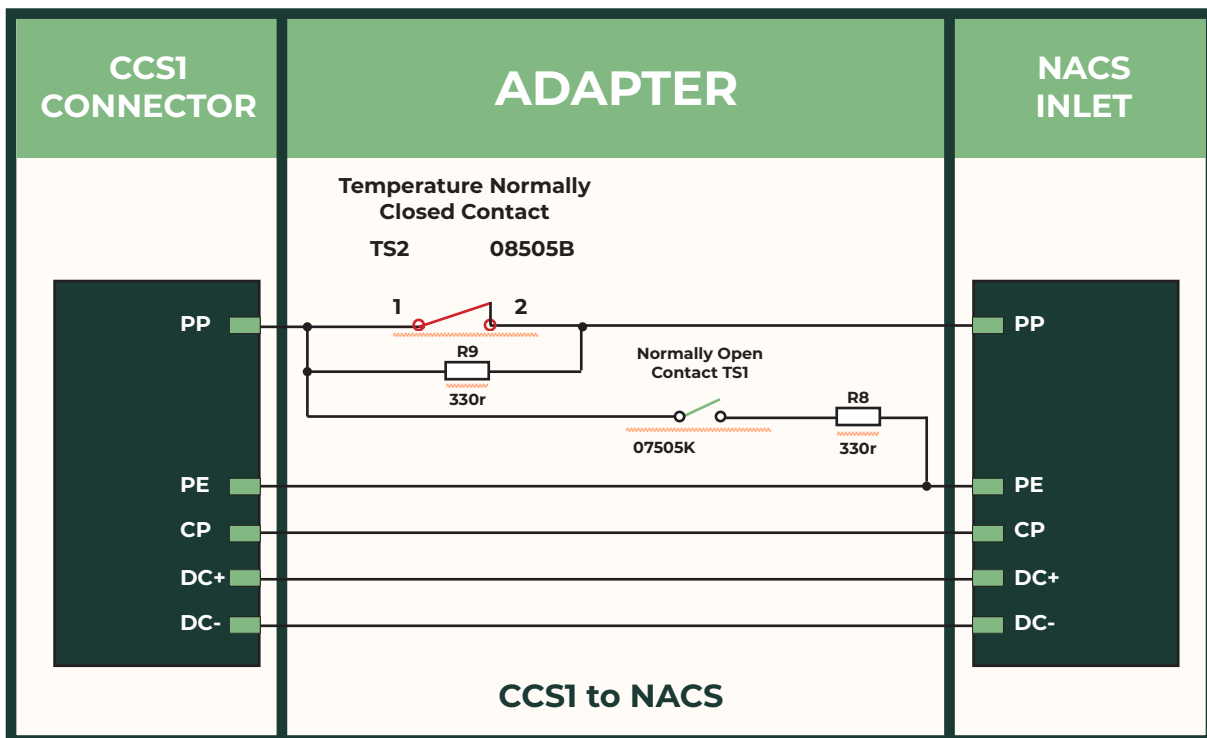 CCS1
CONNECTOR
ADAPTER
NACS
INLET
Temperature Normally
Closed Contact
TS2 08505B
1 2
PP
PP
R9
330r
Normally Open
Contact TS1
R8
07505K
330r
PE
PE
CP
CP
DC+
DC+
DC-
DC-
CCS1 to NACS